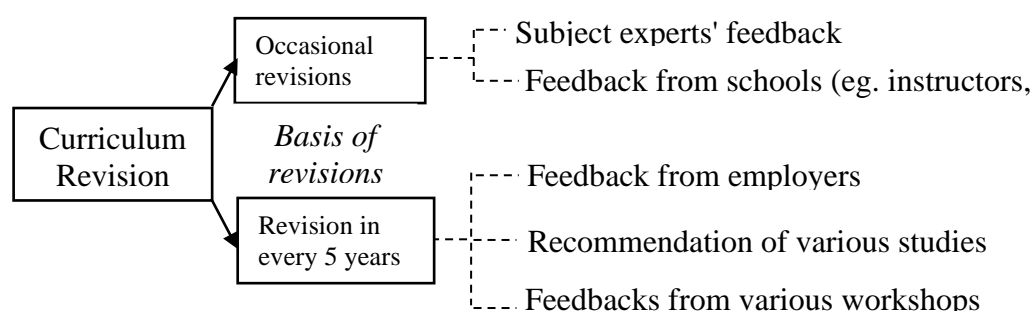 Curriculum
Revision
Occasional
revisions
Subject experts' feedback
Feedback from schools (eg. instructors,
Basis of
revisions
Revision in
every 5 years
Feedback from employers
Recommendation of various studies
Feedbacks from various workshops